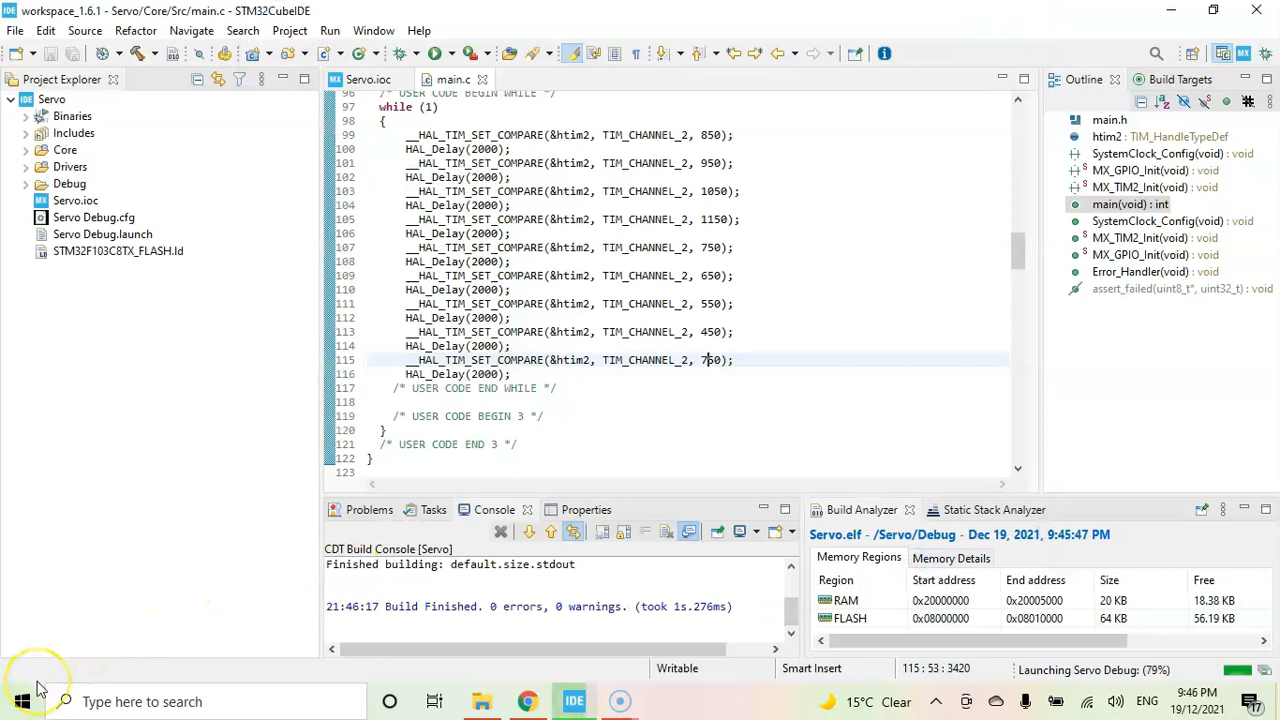 workspace_1.6.1 - Servo/Core/Src/main.c - STM32CubeIDE
File Edit Source Refactor Navigate Search Project Run Window Help
Project Explorer
Servo
Binaries
Includes
Core
Drivers
Debug
Servo.ioc
Servo Debug.cfg
Servo Debug.launch
STM32F103C8TX_FLASH.ld
Servo.ioc main.c
96 /* USER CODE BEGIN WHILE */
97 while (1)
98 {
99 __HAL_TIM_SET_COMPARE(&htim2, TIM_CHANNEL_2, 850);
100 HAL_Delay(2000);
101 __HAL_TIM_SET_COMPARE(&htim2, TIM_CHANNEL_2, 950);
102 HAL_Delay(2000);
103 __HAL_TIM_SET_COMPARE(&htim2, TIM_CHANNEL_2, 1050);
104 HAL_Delay(2000);
105 __HAL_TIM_SET_COMPARE(&htim2, TIM_CHANNEL_2, 1150);
106 HAL_Delay(2000);
107 __HAL_TIM_SET_COMPARE(&htim2, TIM_CHANNEL_2, 750);
108 HAL_Delay(2000);
109 __HAL_TIM_SET_COMPARE(&htim2, TIM_CHANNEL_2, 650);
110 HAL_Delay(2000);
111 __HAL_TIM_SET_COMPARE(&htim2, TIM_CHANNEL_2, 550);
112 HAL_Delay(2000);
113 __HAL_TIM_SET_COMPARE(&htim2, TIM_CHANNEL_2, 450);
114 HAL_Delay(2000);
115 __HAL_TIM_SET_COMPARE(&htim2, TIM_CHANNEL_2, 750);
116 HAL_Delay(2000);
117 /* USER CODE END WHILE */
118
119 /* USER CODE BEGIN 3 */
120 }
121 /* USER CODE END 3 */
122 }
123
Outline Build Targets
main.h
htim2 : TIM_HandleTypeDef
SystemClock_Config(void) : void
MX_GPIO_Init(void) : void
MX_TIM2_Init(void) : void
main(void) : int
SystemClock_Config(void) : void
MX_TIM2_Init(void) : void
MX_GPIO_Init(void) : void
Error_Handler(void) : void
assert_failed(uint8_t*, uint32_t) : void
Problems Tasks Console Properties
CDT Build Console [Servo]
Finished building: default.size.stdout
21:46:17 Build Finished. 0 errors, 0 warnings. (took 1s.276ms)
Build Analyzer Static Stack Analyzer
Servo.elf - /Servo/Debug - Dec 19, 2021, 9:45:47 PM
Memory Regions Memory Details
Region Start address End address Size Free
RAM 0x20000000 0x20005000 20 KB 18.38 KB
FLASH 0x08000000 0x08010000 64 KB 56.19 KB
Writable Smart Insert 115 : 53 : 3420 Launching Servo Debug: (79%)
Type here to search
IDE
15°C Clear
9:46 PM
19/12/2021
17